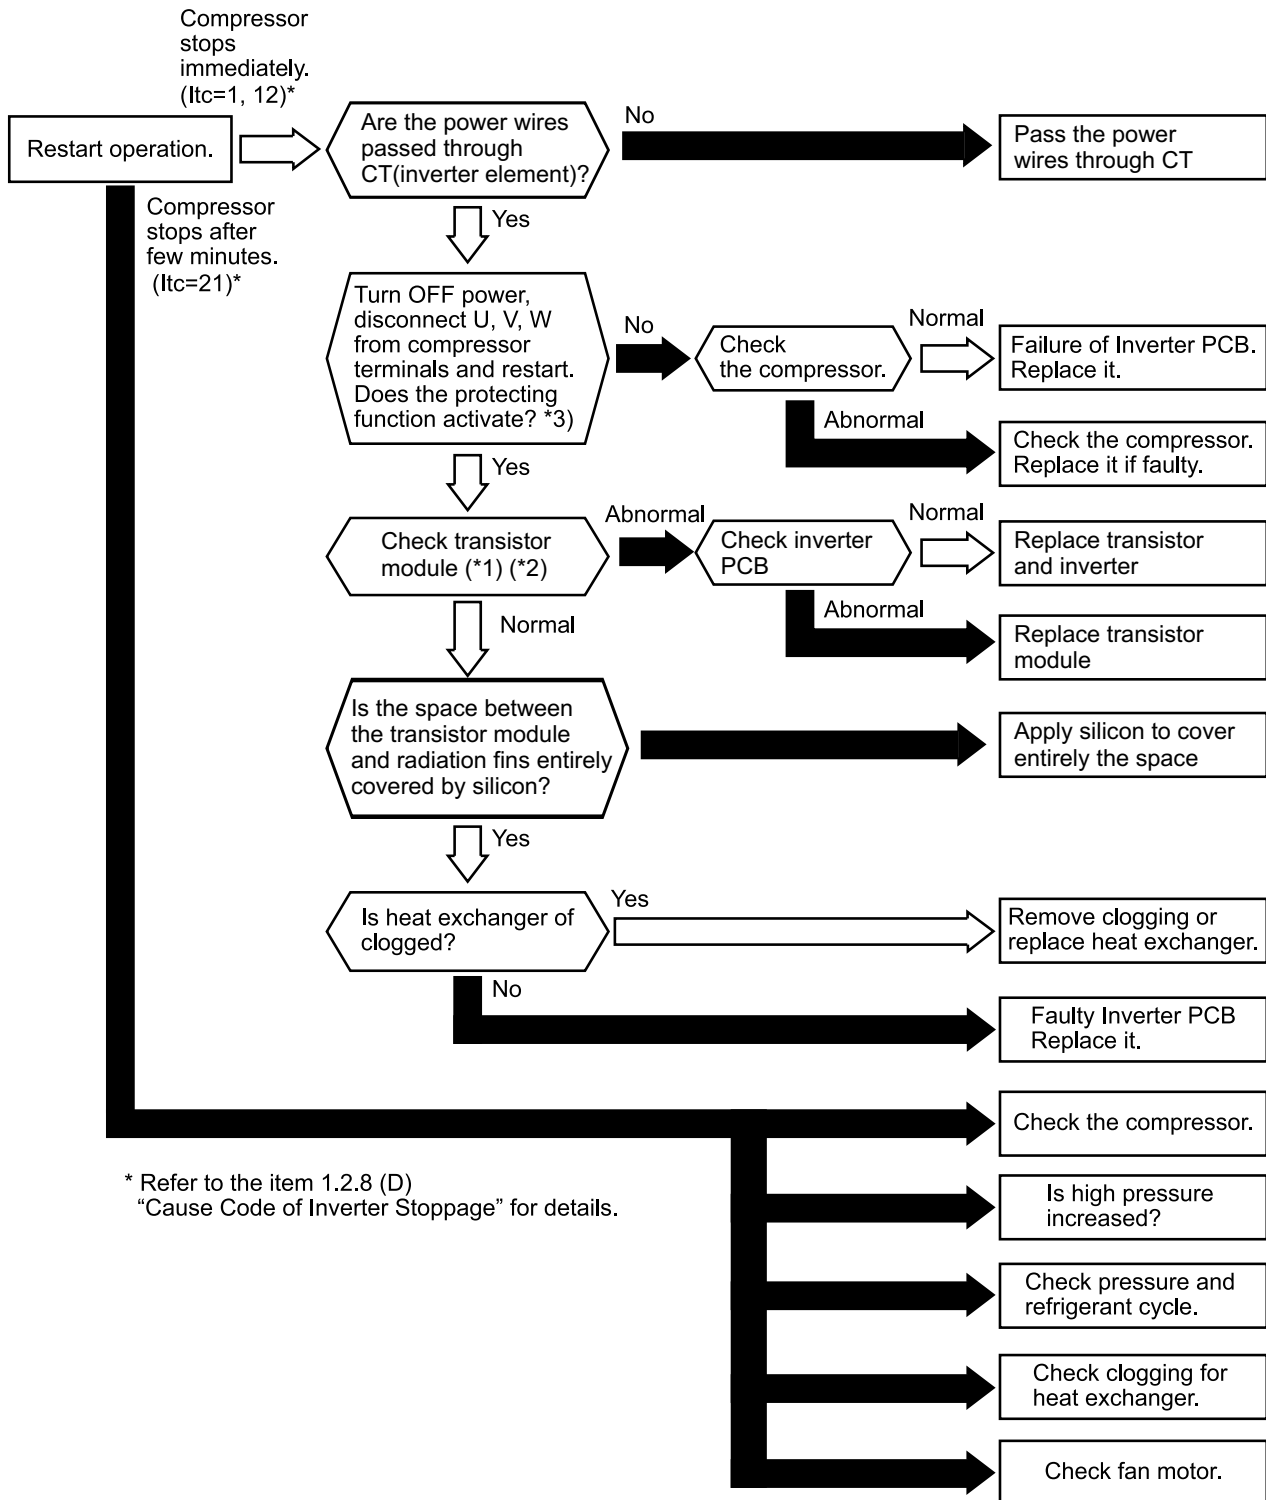 Compressor
stops
immediately.
(Itc=1, 12)*
Restart operation.
Are the power wires
passed through
CT(inverter element)?
No
Pass the power
wires through CT
Compressor
stops after
few minutes.
(Itc=21)*
Yes
Turn OFF power,
disconnect U, V, W
from compressor
terminals and restart.
Does the protecting
function activate? *3)
No
Check
the compressor.
Normal
Failure of Inverter PCB.
Replace it.
Abnormal
Check the compressor.
Replace it if faulty.
Yes
Check transistor
module (*1) (*2)
Abnormal
Check inverter
PCB
Normal
Replace transistor
and inverter
Abnormal
Replace transistor
module
Normal
Is the space between
the transistor module
and radiation fins entirely
covered by silicon?
Apply silicon to cover
entirely the space
Yes
Is heat exchanger of
clogged?
Yes
Remove clogging or
replace heat exchanger.
No
Faulty Inverter PCB
Replace it.
Check the compressor.
* Refer to the item 1.2.8 (D)
“Cause Code of Inverter Stoppage” for details.
Is high pressure
increased?
Check pressure and
refrigerant cycle.
Check clogging for
heat exchanger.
Check fan motor.